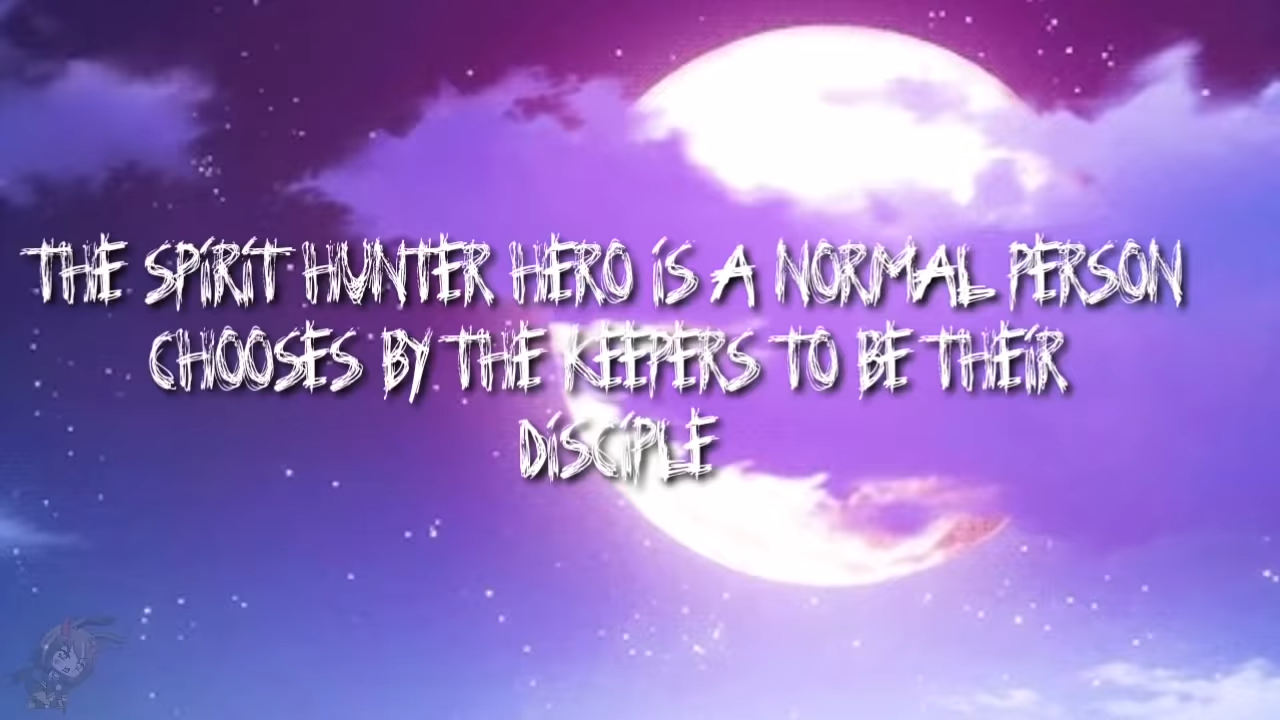 THE SPIRIT HUNTER HERO IS A NORMAL PERSON
CHOOSES BY THE KEEPERS TO BE THEIR
DISCIPLE